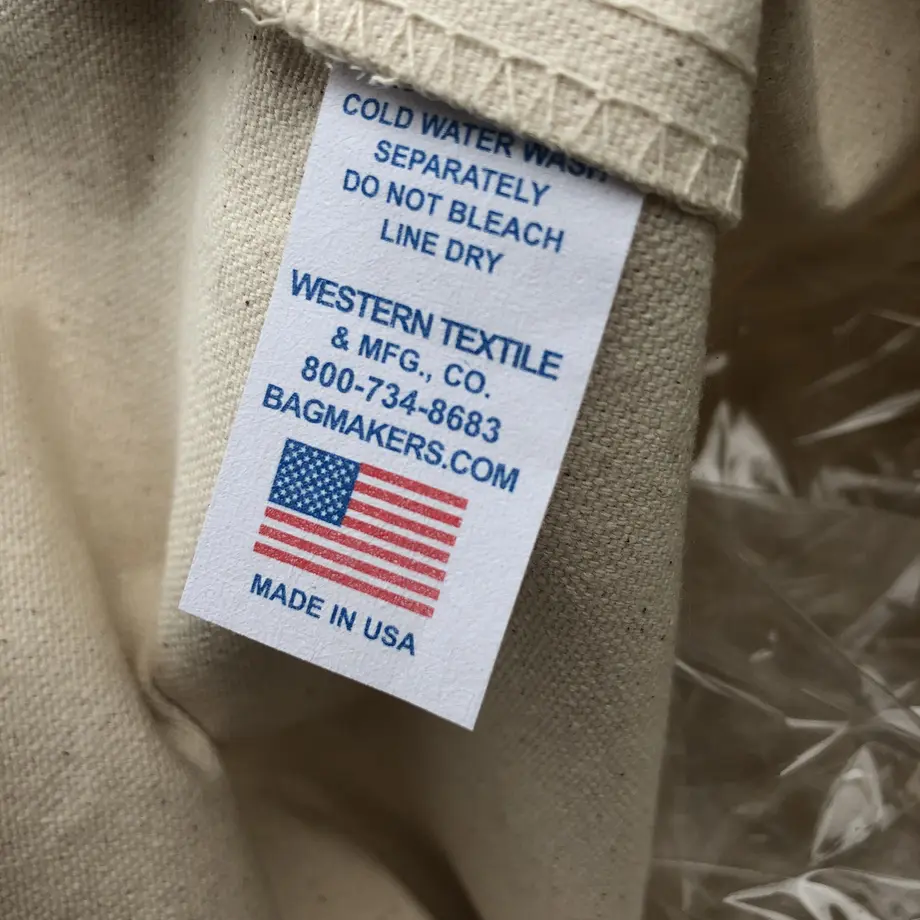 COLD WATER WASH
SEPARATELY
DO NOT BLEACH
LINE DRY
WESTERN TEXTILE
& MFG., CO.
800-734-8683
BAGMAKERS.COM
MADE IN USA